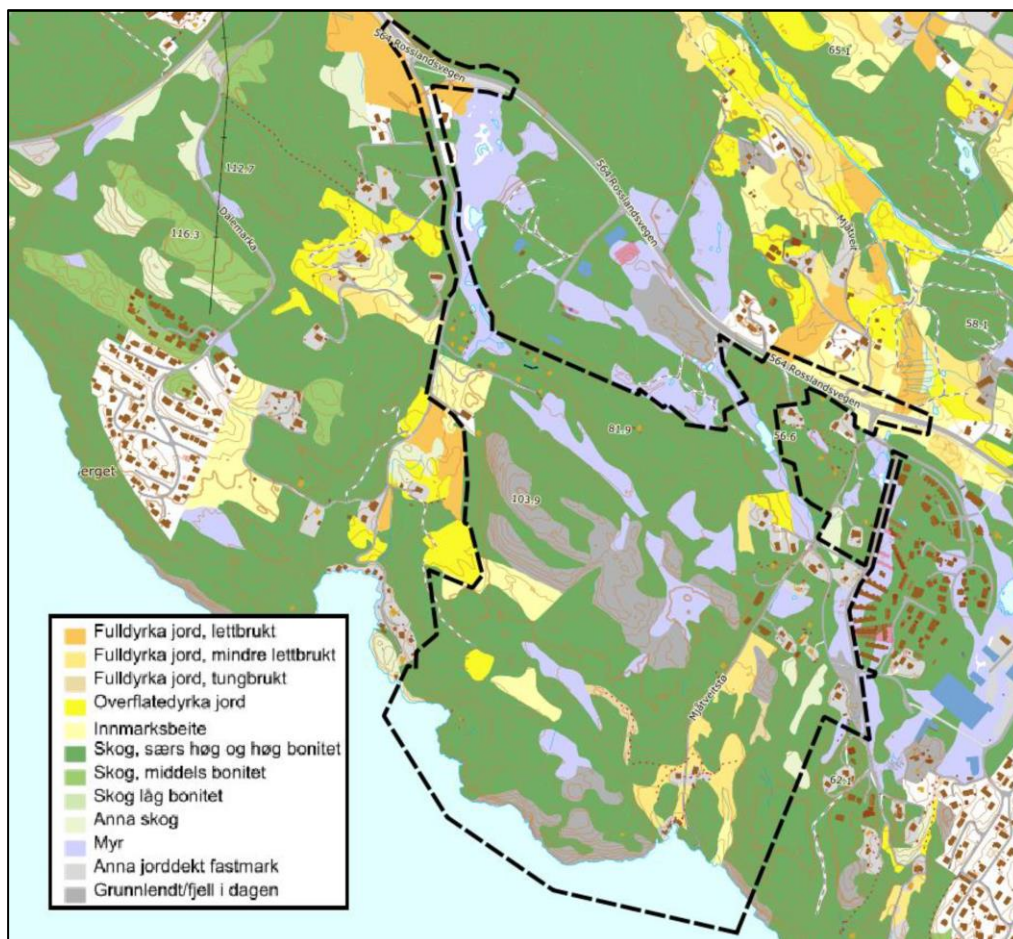 564 Rosslandsvegen
65.1
112.7
564 Rosslandsvegen
Mjåtveit
Dalemarka
116.3
58.1
564 Rosslandsvegen
erget
81.9
56.6
103.9
Mjåtveitstø
62.1
Fulldyrka jord, lettbrukt
Fulldyrka jord, mindre lettbrukt
Fulldyrka jord, tungbrukt
Overflatedyrka jord
Innmarksbeite
Skog, særs høg og høg bonitet
Skog, middels bonitet
Skog låg bonitet
Anna skog
Myr
Anna jorddekt fastmark
Grunnlendt/fjell i dagen